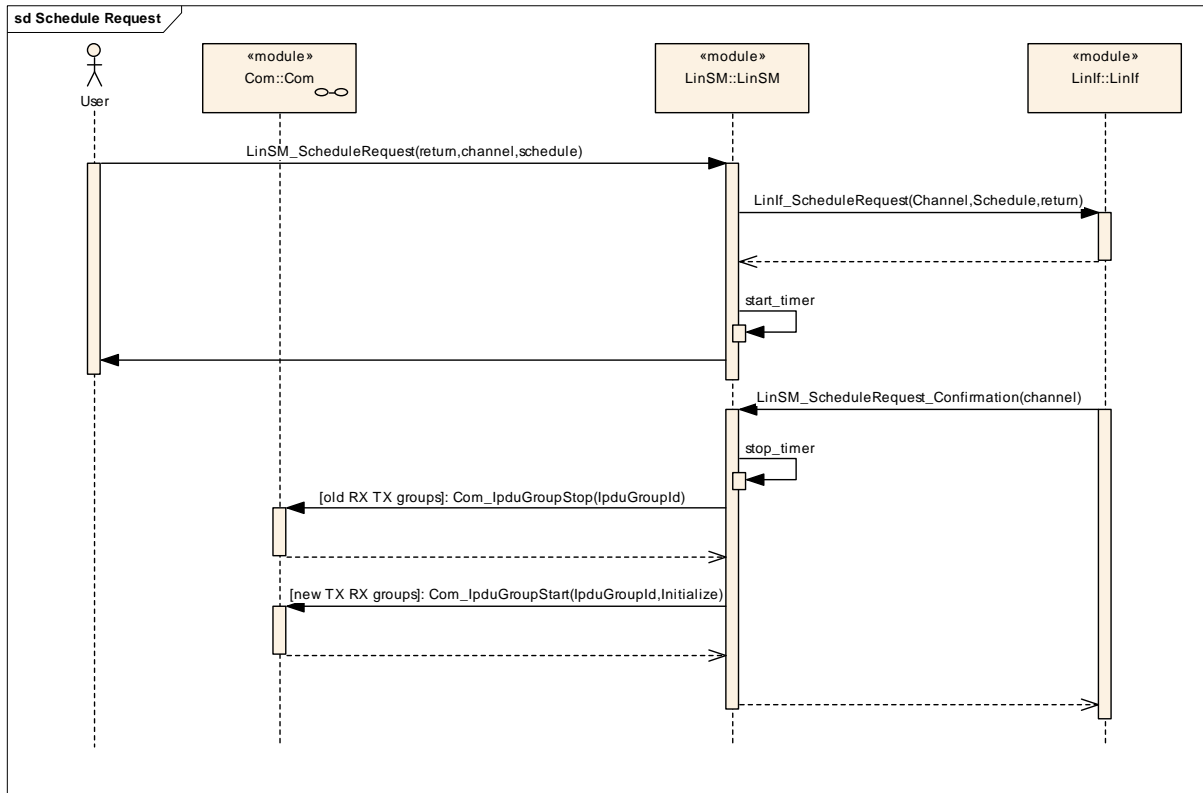 sd Schedule Request
User
«module»
Com::Com
«module»
LinSM::LinSM
«module»
LinIf::LinIf
LinSM_ScheduleRequest(return,channel,schedule)
LinIf_ScheduleRequest(Channel,Schedule,return)
start_timer
LinSM_ScheduleRequest_Confirmation(channel)
stop_timer
[old RX TX groups]: Com_IpduGroupStop(IpduGroupId)
[new TX RX groups]: Com_IpduGroupStart(IpduGroupId,Initialize)